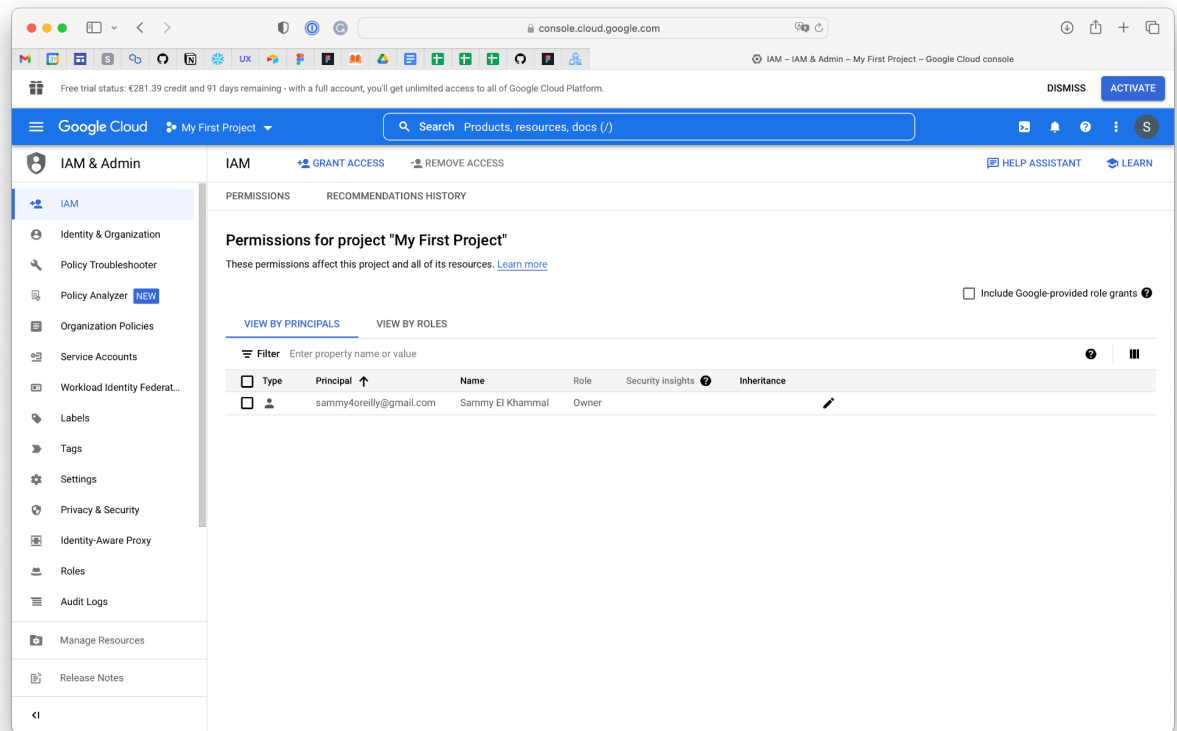 console.cloud.google.com
31
S
UX
IAM – IAM & Admin – My First Project – Google Cloud console
Free trial status: €281.39 credit and 91 days remaining - with a full account, you'll get unlimited access to all of Google Cloud Platform.
DISMISS
ACTIVATE
Google Cloud
My First Project
Search Products, resources, docs (/)
S
IAM & Admin
IAM
GRANT ACCESS
REMOVE ACCESS
HELP ASSISTANT
LEARN
IAM
Identity & Organization
Policy Troubleshooter
Policy Analyzer NEW
Organization Policies
Service Accounts
Workload Identity Federat...
Labels
Tags
Settings
Privacy & Security
Identity-Aware Proxy
Roles
Audit Logs
Manage Resources
Release Notes
PERMISSIONS
RECOMMENDATIONS HISTORY
Permissions for project "My First Project"
These permissions affect this project and all of its resources. Learn more
Include Google-provided role grants
VIEW BY PRINCIPALS
VIEW BY ROLES
Filter Enter property name or value
Type Principal Name Role Security insights Inheritance
sammy4oreilly@gmail.com Sammy El Khammal Owner